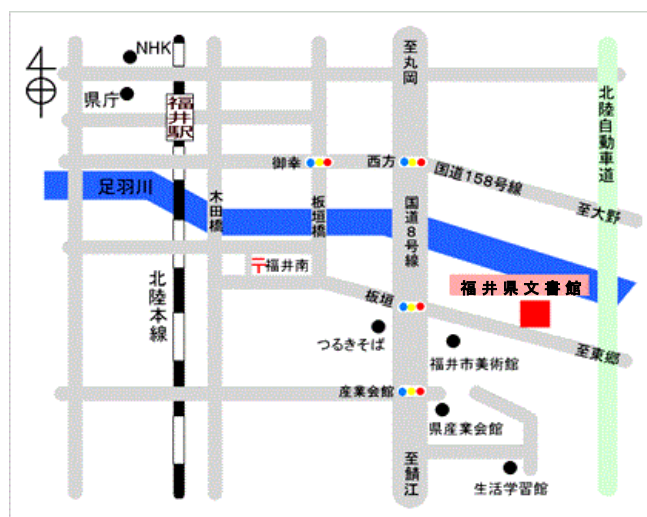 NHK
県庁
福井駅
至丸岡
北陸自動車道
御幸
西方
国道158号線
至大野
足羽川
木田橋
板垣橋
国道8号線
〒福井南
福井県文書館
板垣
北陸本線
つるきそば
福井市美術館
至東郷
産業会館
県産業会館
至鯖江
生活学習館